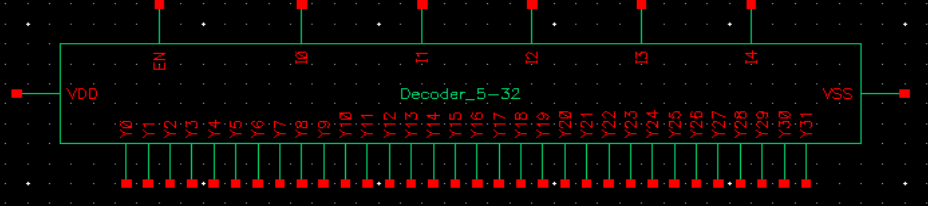 EN I0 I1 I2 I3 I4
VDD Decoder_5-32 VSS
Y0 Y1 Y2 Y3 Y4 Y5 Y6 Y7 Y8 Y9 Y10 Y11 Y12 Y13 Y14 Y15 Y16 Y17 Y18 Y19 Y20 Y21 Y22 Y23 Y24 Y25 Y26 Y27 Y28 Y29 Y30 Y31